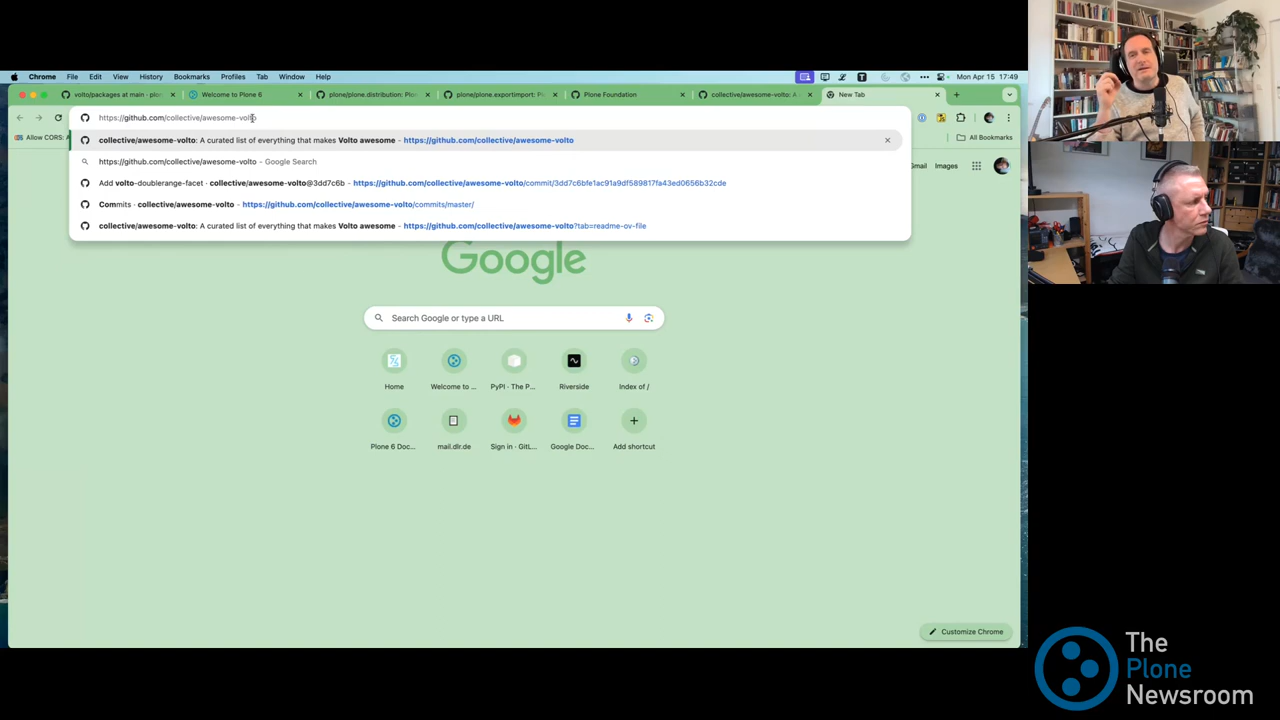 Chrome File Edit View History Bookmarks Profiles Tab Window Help Mon Apr 15 17:49
volto/packages at main · plon Welcome to Plone 6 plone/plone.distribution: Plon plone/plone.exportimport: Pl Plone Foundation collective/awesome-volto: A New Tab
https://github.com/collective/awesome-volto
Allow CORS: A All Bookmarks
collective/awesome-volto: A curated list of everything that makes Volto awesome - https://github.com/collective/awesome-volto
https://github.com/collective/awesome-volto - Google Search
Gmail Images
Add volto-doublerange-facet · collective/awesome-volto@3dd7c6b - https://github.com/collective/awesome-volto/commit/3dd7c6bfe1ac91a9df589817fa43ed0656b32cde
Commits · collective/awesome-volto - https://github.com/collective/awesome-volto/commits/master/
collective/awesome-volto: A curated list of everything that makes Volto awesome - https://github.com/collective/awesome-volto?tab=readme-ov-file
Google
Search Google or type a URL
Home Welcome to ... PyPI · The P... Riverside Index of /
Plone 6 Doc... mail.dlr.de Sign in · GitL... Google Doc... Add shortcut
Customize Chrome
The
Plone
Newsroom